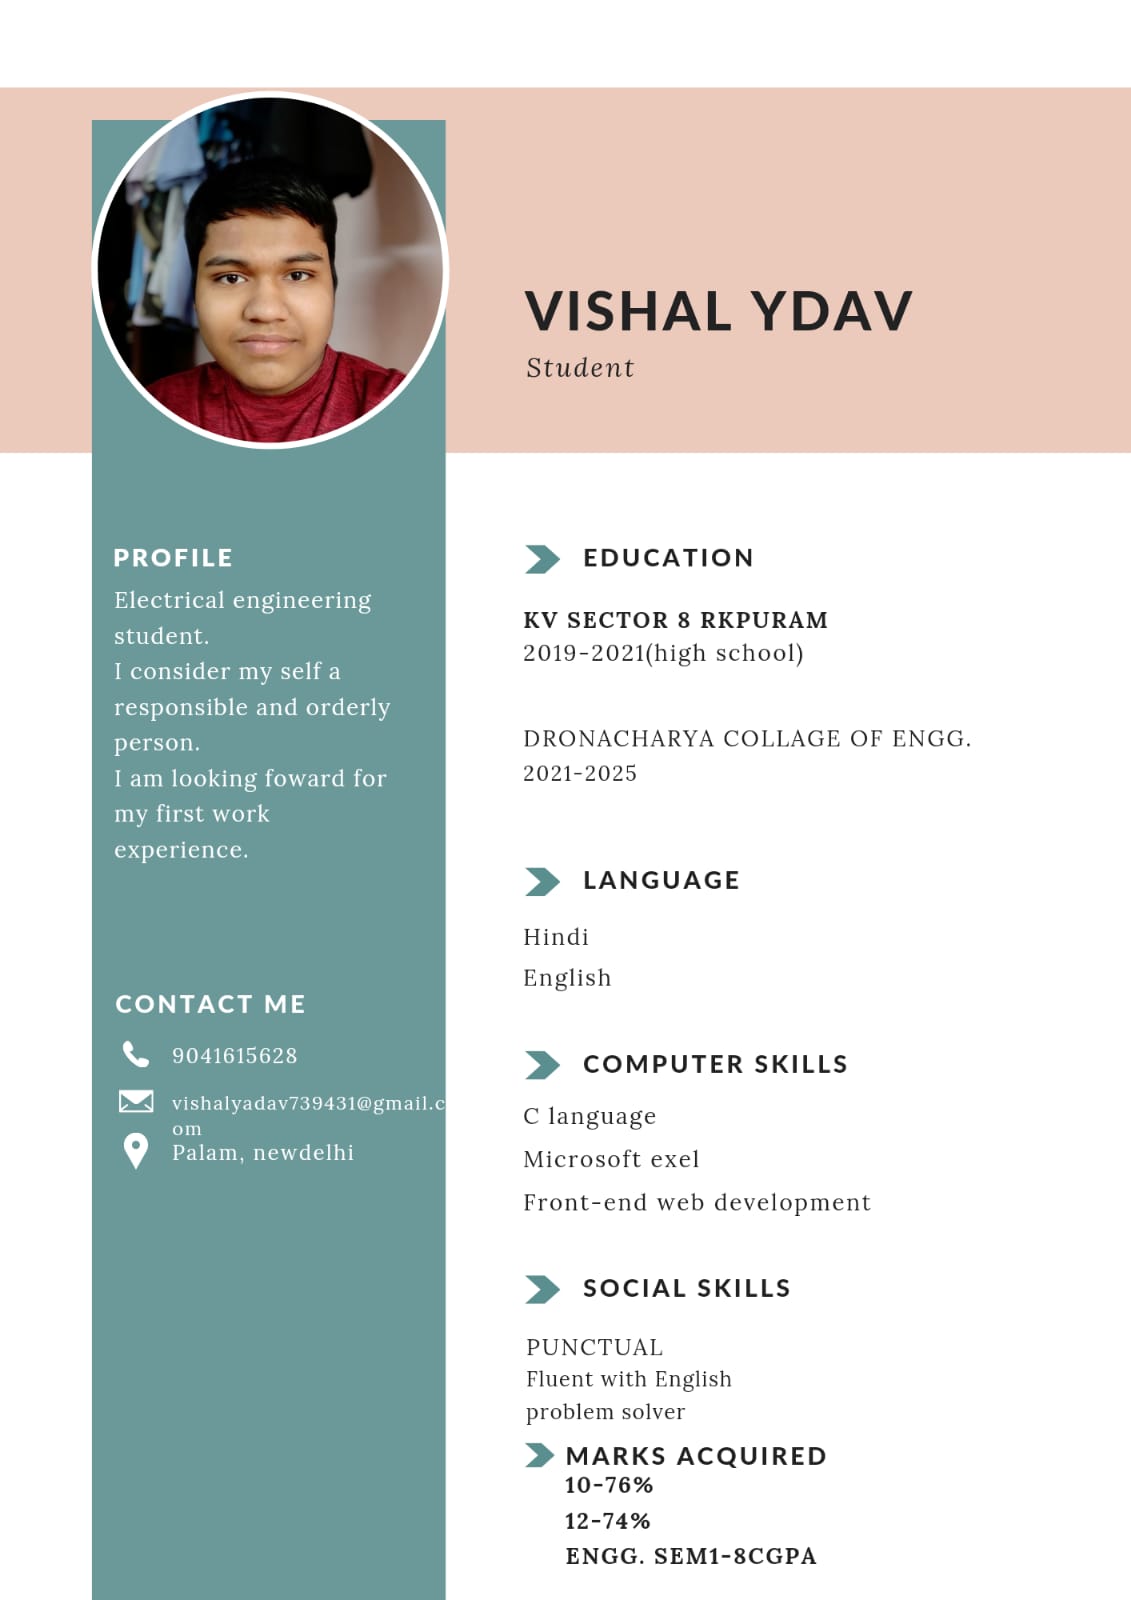 VISHAL YDAV
Student
PROFILE
Electrical engineering
student.
I consider my self a
responsible and orderly
person.
I am looking foward for
my first work
experience.
CONTACT ME
9041615628
vishalyadav739431@gmail.c
om
Palam, newdelhi
EDUCATION
KV SECTOR 8 RKPURAM
2019-2021(high school)
DRONACHARYA COLLAGE OF ENGG.
2021-2025
LANGUAGE
Hindi
English
COMPUTER SKILLS
C language
Microsoft exel
Front-end web development
SOCIAL SKILLS
PUNCTUAL
Fluent with English
problem solver
MARKS ACQUIRED
10-76%
12-74%
ENGG. SEM1-8CGPA